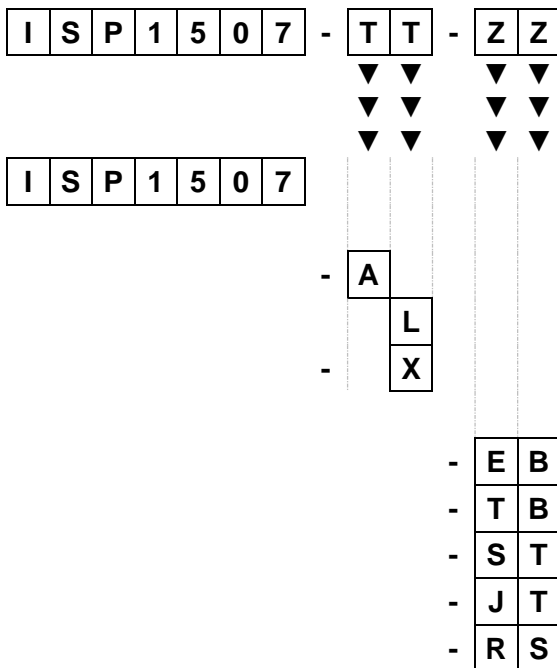 ISP1507 - TT - ZZ
▼ ▼ ▼ ▼
▼ ▼ ▼ ▼
▼ ▼ ▼ ▼
ISP1507
- A
L
- X
- EB
- TB
- ST
- JT
- RS